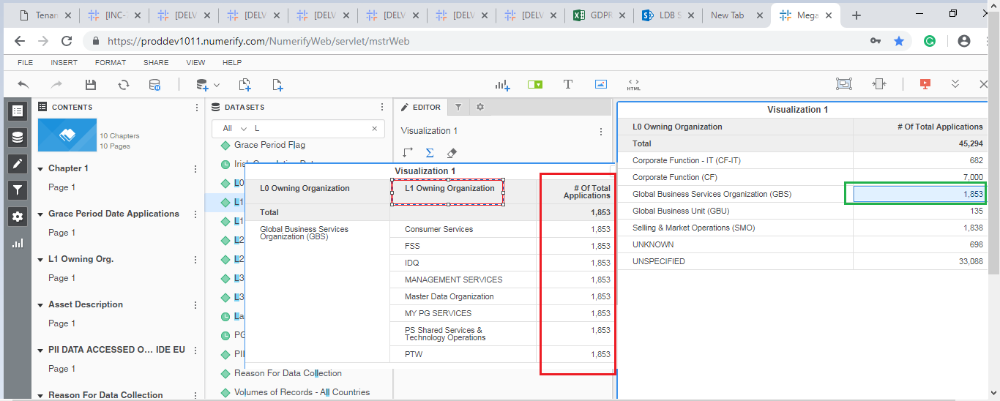 Tenan
[INC-
[DELV
[DELV
[DELV
[DELV
[DELV
[DELV
[DELV
GDPR
LDB S
New Tab
Mega
https://proddev1011.numerify.com/NumerifyWeb/servlet/mstrWeb
FILE INSERT FORMAT SHARE VIEW HELP
HTML
CONTENTS
10 Chapters
10 Pages
Chapter 1
Page 1
Grace Period Date Applications
Page 1
L1 Owning Org.
Page 1
Asset Description
Page 1
PII DATA ACCESSED O... IDE EU
Page 1
Reason For Data Collection
DATASETS
All L
Grace Period Flag
L0
L1
L1
L2
L2
L3
L3
La
PG
PII
Reason For Data Collection
Volumes of Records - All Countries
EDITOR
Visualization 1
Visualization 1
L0 Owning Organization L1 Owning Organization # Of Total
Applications
Total 1,853
Global Business Services
Organization (GBS)
Consumer Services 1,853
FSS 1,853
IDQ 1,853
MANAGEMENT SERVICES 1,853
Master Data Organization 1,853
MY PG SERVICES 1,853
PS Shared Services & 1,853
Technology Operations
PTW 1,853
Visualization 1
L0 Owning Organization # Of Total Applications
Total 45,294
Corporate Function - IT (CF-IT) 682
Corporate Function (CF) 7,000
Global Business Services Organization (GBS) 1,853
Global Business Unit (GBU) 135
Selling & Market Operations (SMO) 1,838
UNKNOWN 698
UNSPECIFIED 33,088